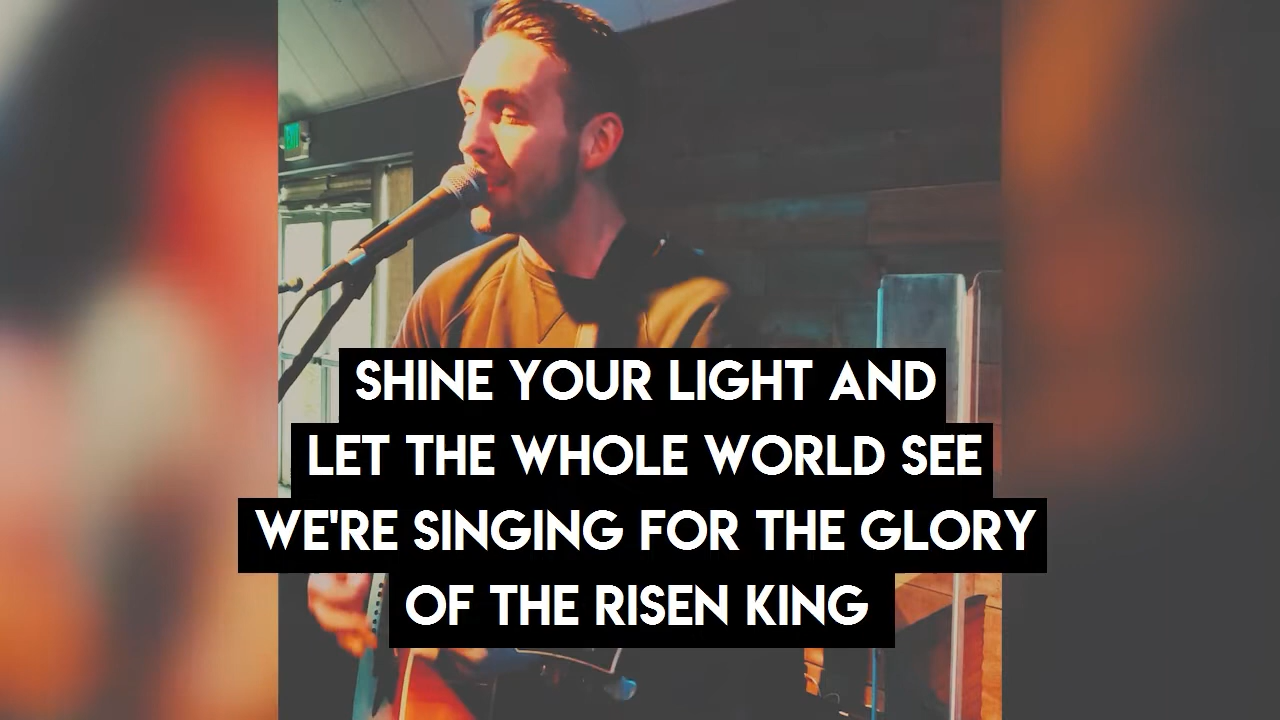 EXIT
SHINE YOUR LIGHT AND
LET THE WHOLE WORLD SEE
WE'RE SINGING FOR THE GLORY
OF THE RISEN KING